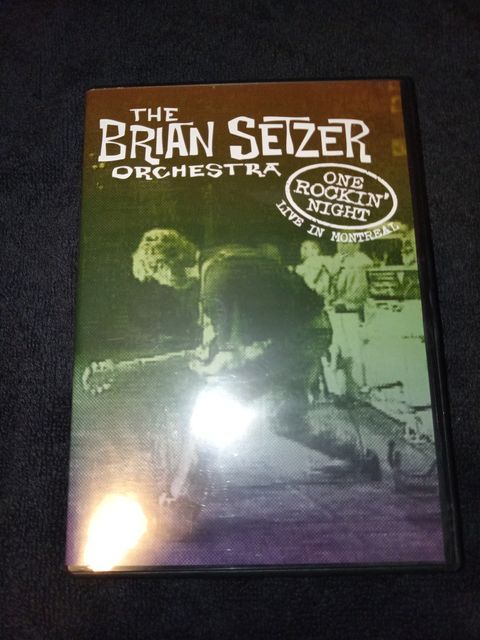 THE
BRIAN SETZER
ORCHESTRA
ONE
ROCKIN'
NIGHT
LIVE IN MONTREAL